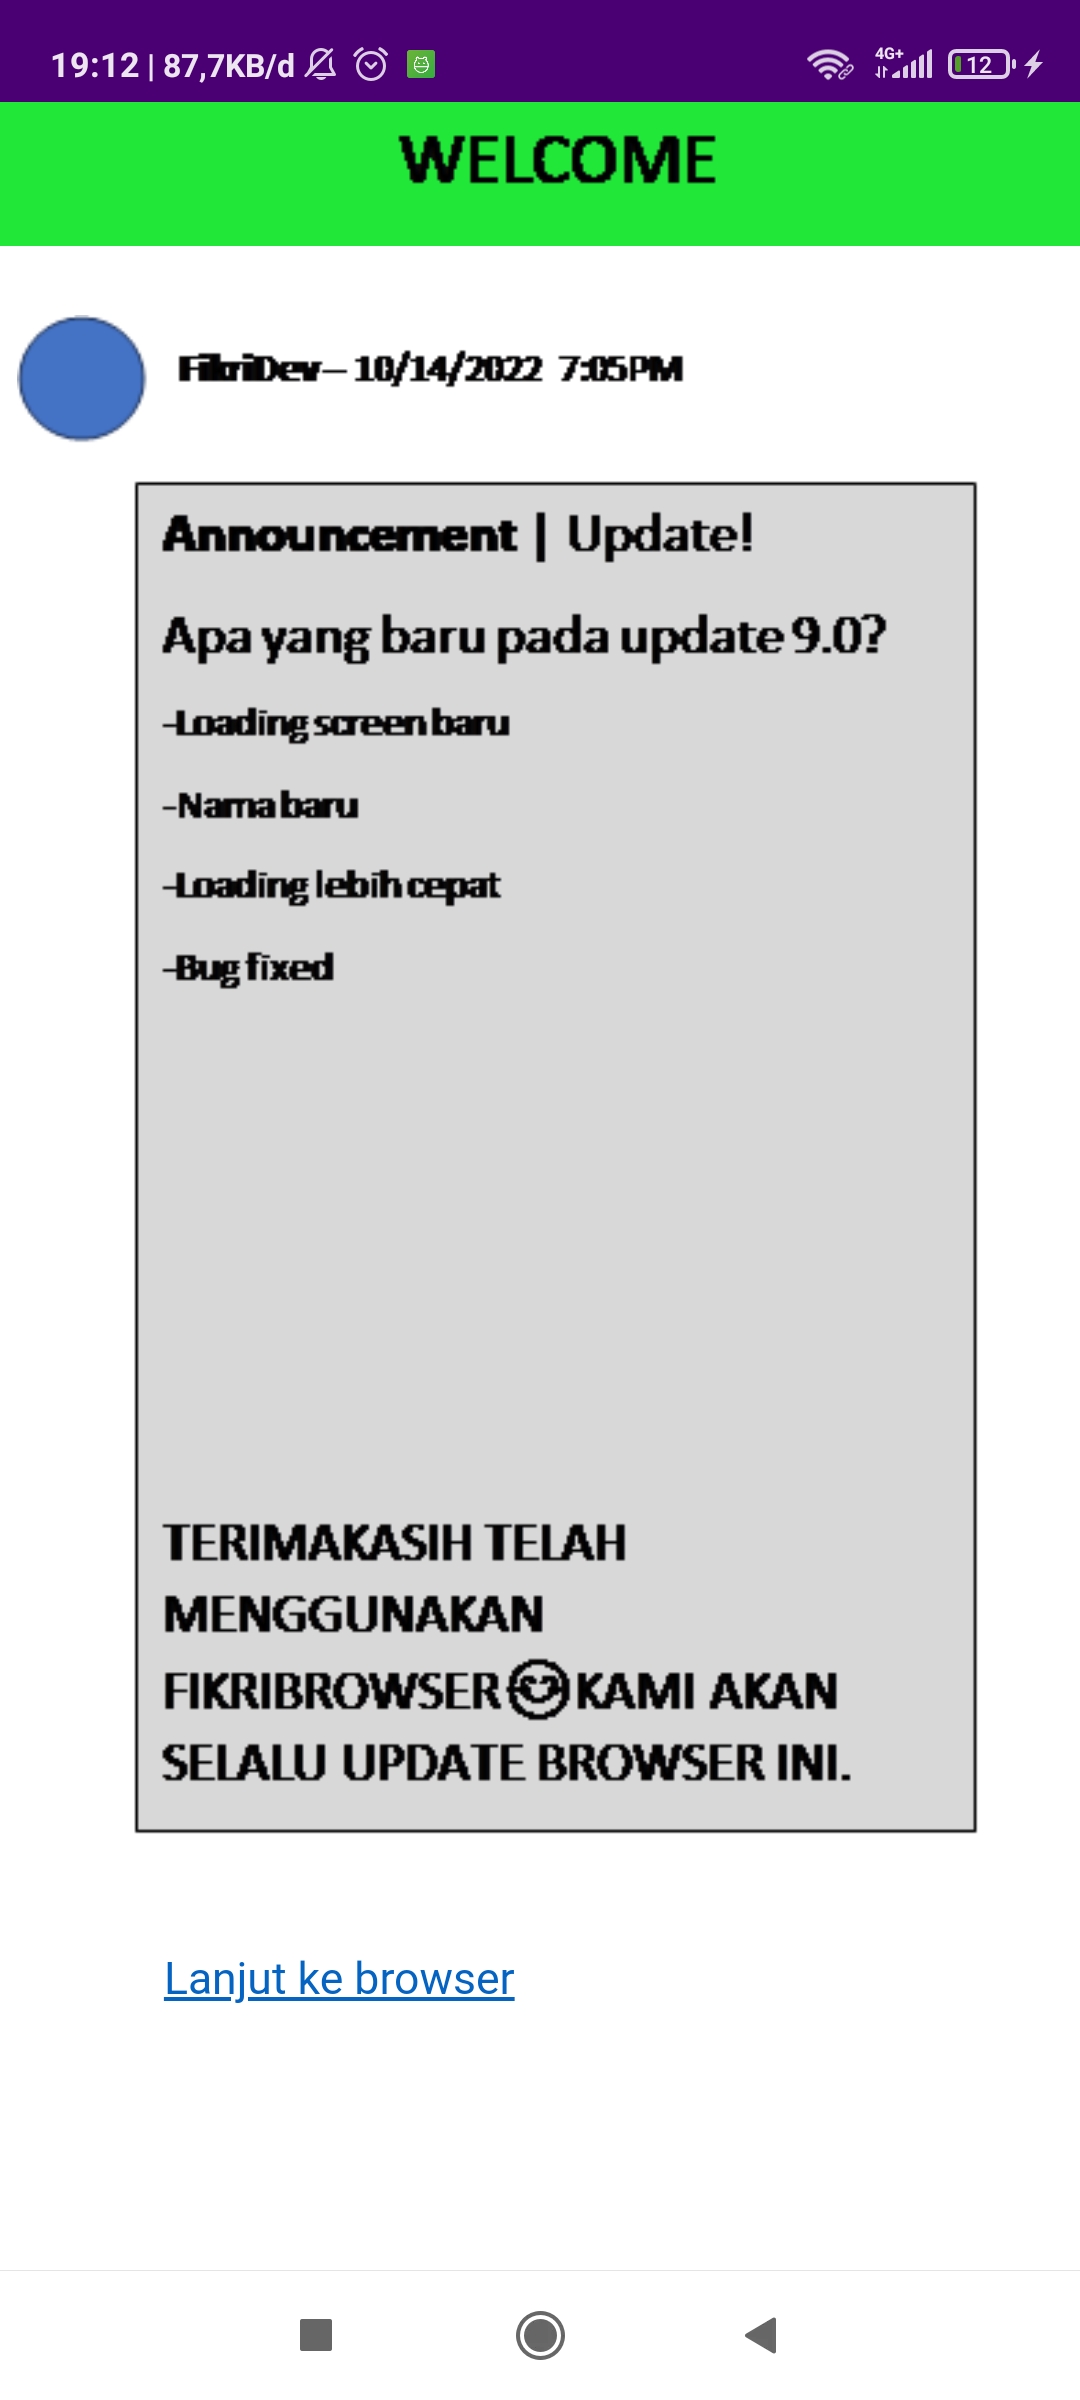 19:12 | 87,7KB/d
4G+
12
WELCOME
FikriDev – 10/14/2022 7:05PM
Announcement | Update!
Apa yang baru pada update 9.0?
-Loading screen baru
-Nama baru
-Loading lebih cepat
-Bug fixed
TERIMAKASIH TELAH
MENGGUNAKAN
FIKRIBROWSER😊KAMI AKAN
SELALU UPDATE BROWSER INI.
Lanjut ke browser